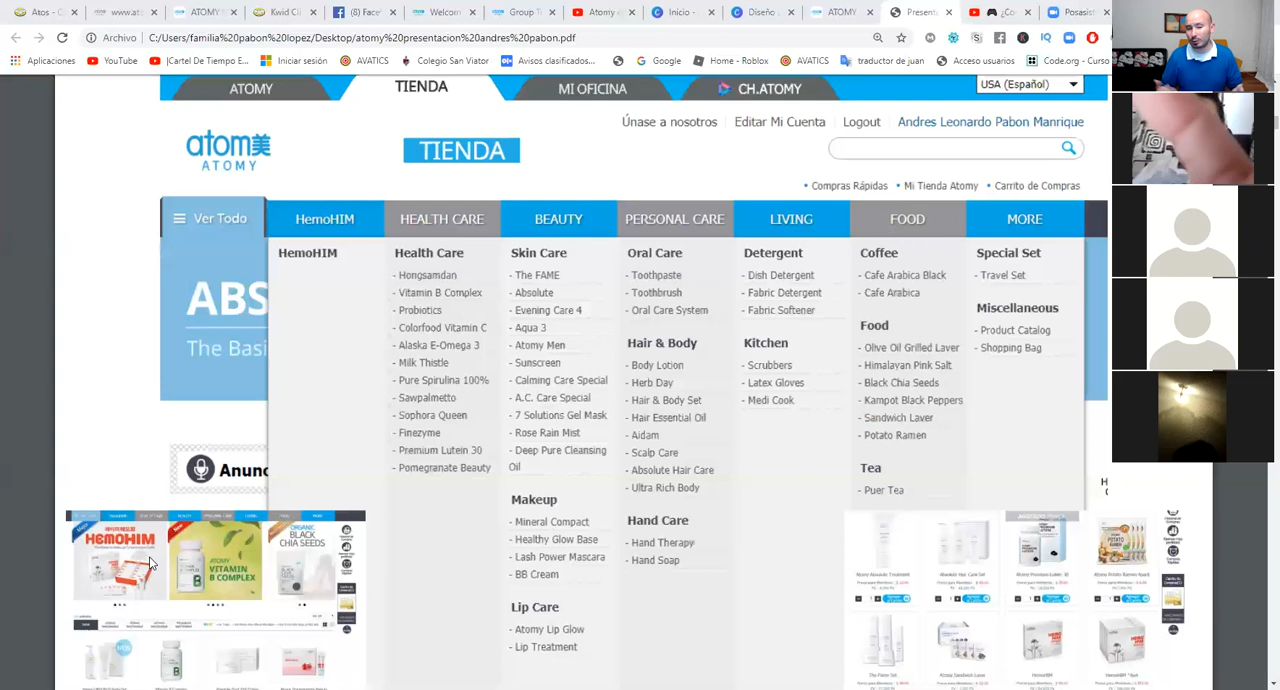 Atos - C
www.ato
ATOMY
Kwid Cli
(8) Face
Welcom
Group T
Atomy
Inicio -
Diseño
ATOMY
Present
¿Co
Posasist
Archivo C:/Users/familia%20pabon%20lopez/Desktop/atomy%20presentacion%20andres%20pabon.pdf
Aplicaciones YouTube [Cartel De Tiempo E... Iniciar sesión AVATICS Colegio San Viator Avisos clasificados... Google Home - Roblox AVATICS traductor de juan Acceso usuarios Code.org - Curso
ATOMY TIENDA MI OFICINA CH.ATOMY USA (Español)
Únase a nosotros Editar Mi Cuenta Logout Andres Leonardo Pabon Manrique
atom美
ATOMY
TIENDA
• Compras Rápidas • Mi Tienda Atomy • Carrito de Compras
Ver Todo HemoHIM HEALTH CARE BEAUTY PERSONAL CARE LIVING FOOD MORE
HemoHIM
Health Care
- Hongsamdan
- Vitamin B Complex
- Probiotics
- Colorfood Vitamin C
- Alaska E-Omega 3
- Milk Thistle
- Pure Spirulina 100%
- Sawpalmetto
- Sophora Queen
- Finezyme
- Premium Lutein 30
- Pomegranate Beauty
Skin Care
- The FAME
- Absolute
- Evening Care 4
- Aqua 3
- Atomy Men
- Sunscreen
- Calming Care Special
- A.C. Care Special
- 7 Solutions Gel Mask
- Rose Rain Mist
- Deep Pure Cleansing
Oil
Makeup
- Mineral Compact
- Healthy Glow Base
- Lash Power Mascara
- BB Cream
Lip Care
- Atomy Lip Glow
- Lip Treatment
Oral Care
- Toothpaste
- Toothbrush
- Oral Care System
Hair & Body
- Body Lotion
- Herb Day
- Hair & Body Set
- Hair Essential Oil
- Aidam
- Scalp Care
- Absolute Hair Care
- Ultra Rich Body
Hand Care
- Hand Therapy
- Hand Soap
Detergent
- Dish Detergent
- Fabric Detergent
- Fabric Softener
Kitchen
- Scrubbers
- Latex Gloves
- Medi Cook
Coffee
- Cafe Arabica Black
- Cafe Arabica
Food
- Olive Oil Grilled Laver
- Himalayan Pink Salt
- Black Chia Seeds
- Kampot Black Peppers
- Sandwich Laver
- Potato Ramen
Tea
- Puer Tea
Special Set
- Travel Set
Miscellaneous
- Product Catalog
- Shopping Bag
ABS
The Basi
Anunc
HEMOHIM
ATOMY
VITAMIN
B COMPLEX
ORGANIC
BLACK
CHIA SEEDS